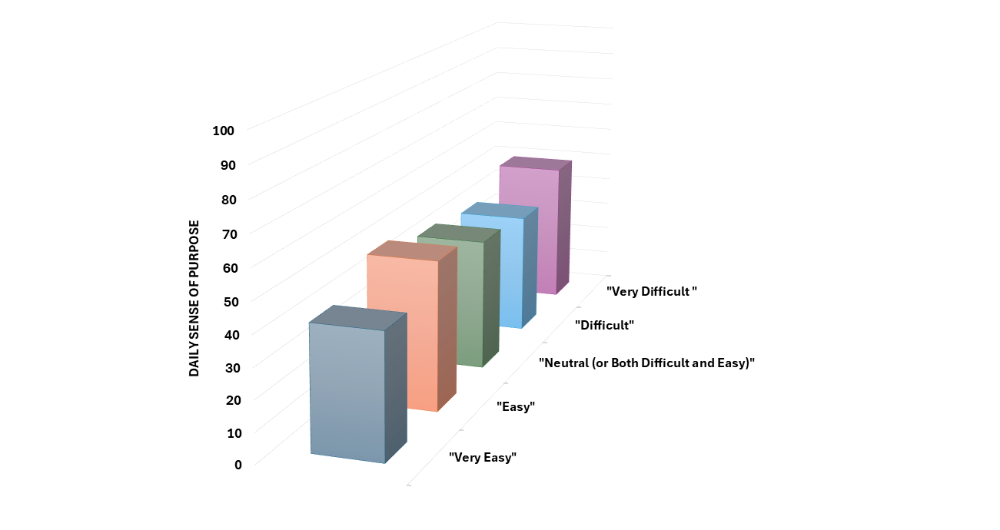 100
90
80
70
60
50
40
30
20
10
0
DAILY SENSE OF PURPOSE
"Very Difficult "
"Difficult"
"Neutral (or Both Difficult and Easy)"
"Easy"
"Very Easy"